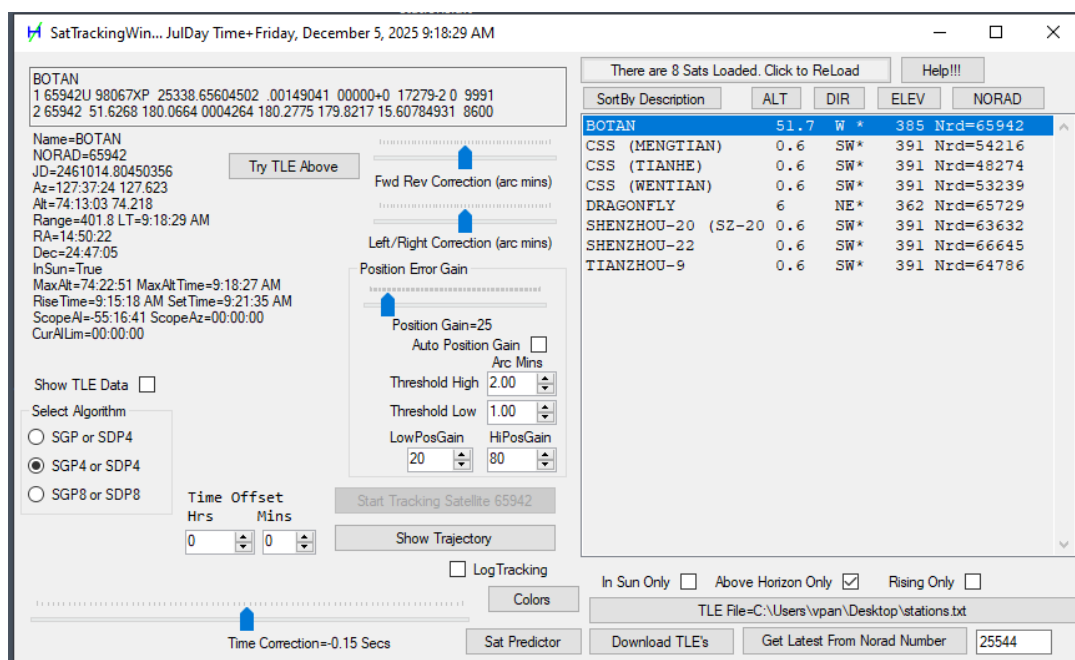 SatTrackingWin... JulDay Time+Friday, December 5, 2025 9:18:29 AM
BOTAN
1 65942U 98067XP 25338.65604502 .00149041 00000+0 17279-2 0 9991
2 65942 51.6268 180.0664 0004264 180.2775 179.8217 15.60784931 8600
Name=BOTAN
NORAD=65942
JD=2461014.80450356
Az=127:37:24 127.623
Alt=74:13:03 74.218
Range=401.8 LT=9:18:29 AM
RA=14:50:22
Dec=24:47:05
InSun=True
MaxAlt=74:22:51 MaxAltTime=9:18:27 AM
RiseTime=9:15:18 AM SetTime=9:21:35 AM
ScopeAl=-55:16:41 ScopeAz=00:00:00
CurAlLim=00:00:00
Try TLE Above
Fwd Rev Correction (arc mins)
Left/Right Correction (arc mins)
Position Error Gain
Position Gain=25
Auto Position Gain
Arc Mins
Threshold High 2.00
Threshold Low 1.00
LowPosGain HiPosGain
20 80
Show TLE Data
Select Algorithm
SGP or SDP4
SGP4 or SDP4
SGP8 or SDP8
Time Offset
Hrs Mins
0 0
Start Tracking Satellite 65942
Show Trajectory
LogTracking
Colors
Time Correction=-0.15 Secs
Sat Predictor
There are 8 Sats Loaded. Click to ReLoad
Help!!!
SortBy Description ALT DIR ELEV NORAD
BOTAN 51.7 W * 385 Nrd=65942
CSS (MENGTIAN) 0.6 SW* 391 Nrd=54216
CSS (TIANHE) 0.6 SW* 391 Nrd=48274
CSS (WENTIAN) 0.6 SW* 391 Nrd=53239
DRAGONFLY 6 NE* 362 Nrd=65729
SHENZHOU-20 (SZ-20 0.6 SW* 391 Nrd=63632
SHENZHOU-22 0.6 SW* 391 Nrd=66645
TIANZHOU-9 0.6 SW* 391 Nrd=64786
In Sun Only Above Horizon Only Rising Only
TLE File=C:\Users\vpan\Desktop\stations.txt
Download TLE's
Get Latest From Norad Number
25544